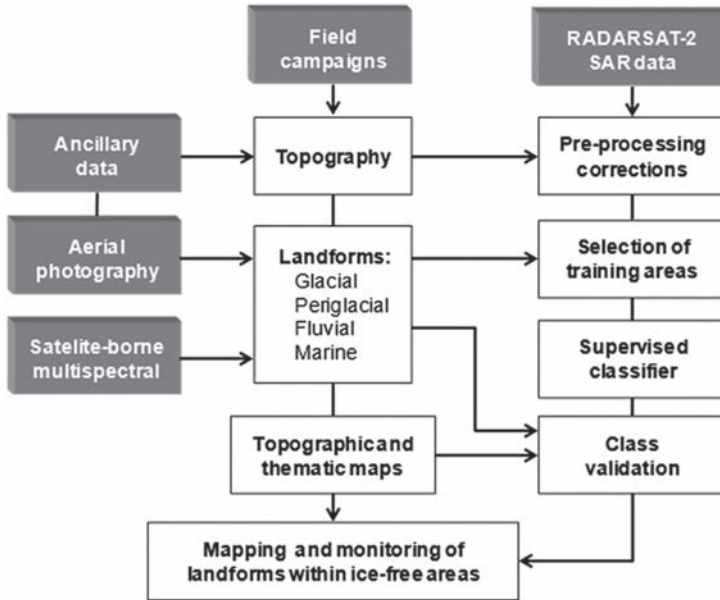 Field
campaigns
RADARSAT-2
SAR data
Ancillary
data
Topography
Pre-processing
corrections
Aerial
photography
Landforms:
Glacial
Periglacial
Fluvial
Marine
Selection of
training areas
Satelite-borne
multispectral
Supervised
classifier
Topographic and
thematic maps
Class
validation
Mapping and monitoring of
landforms within ice-free areas